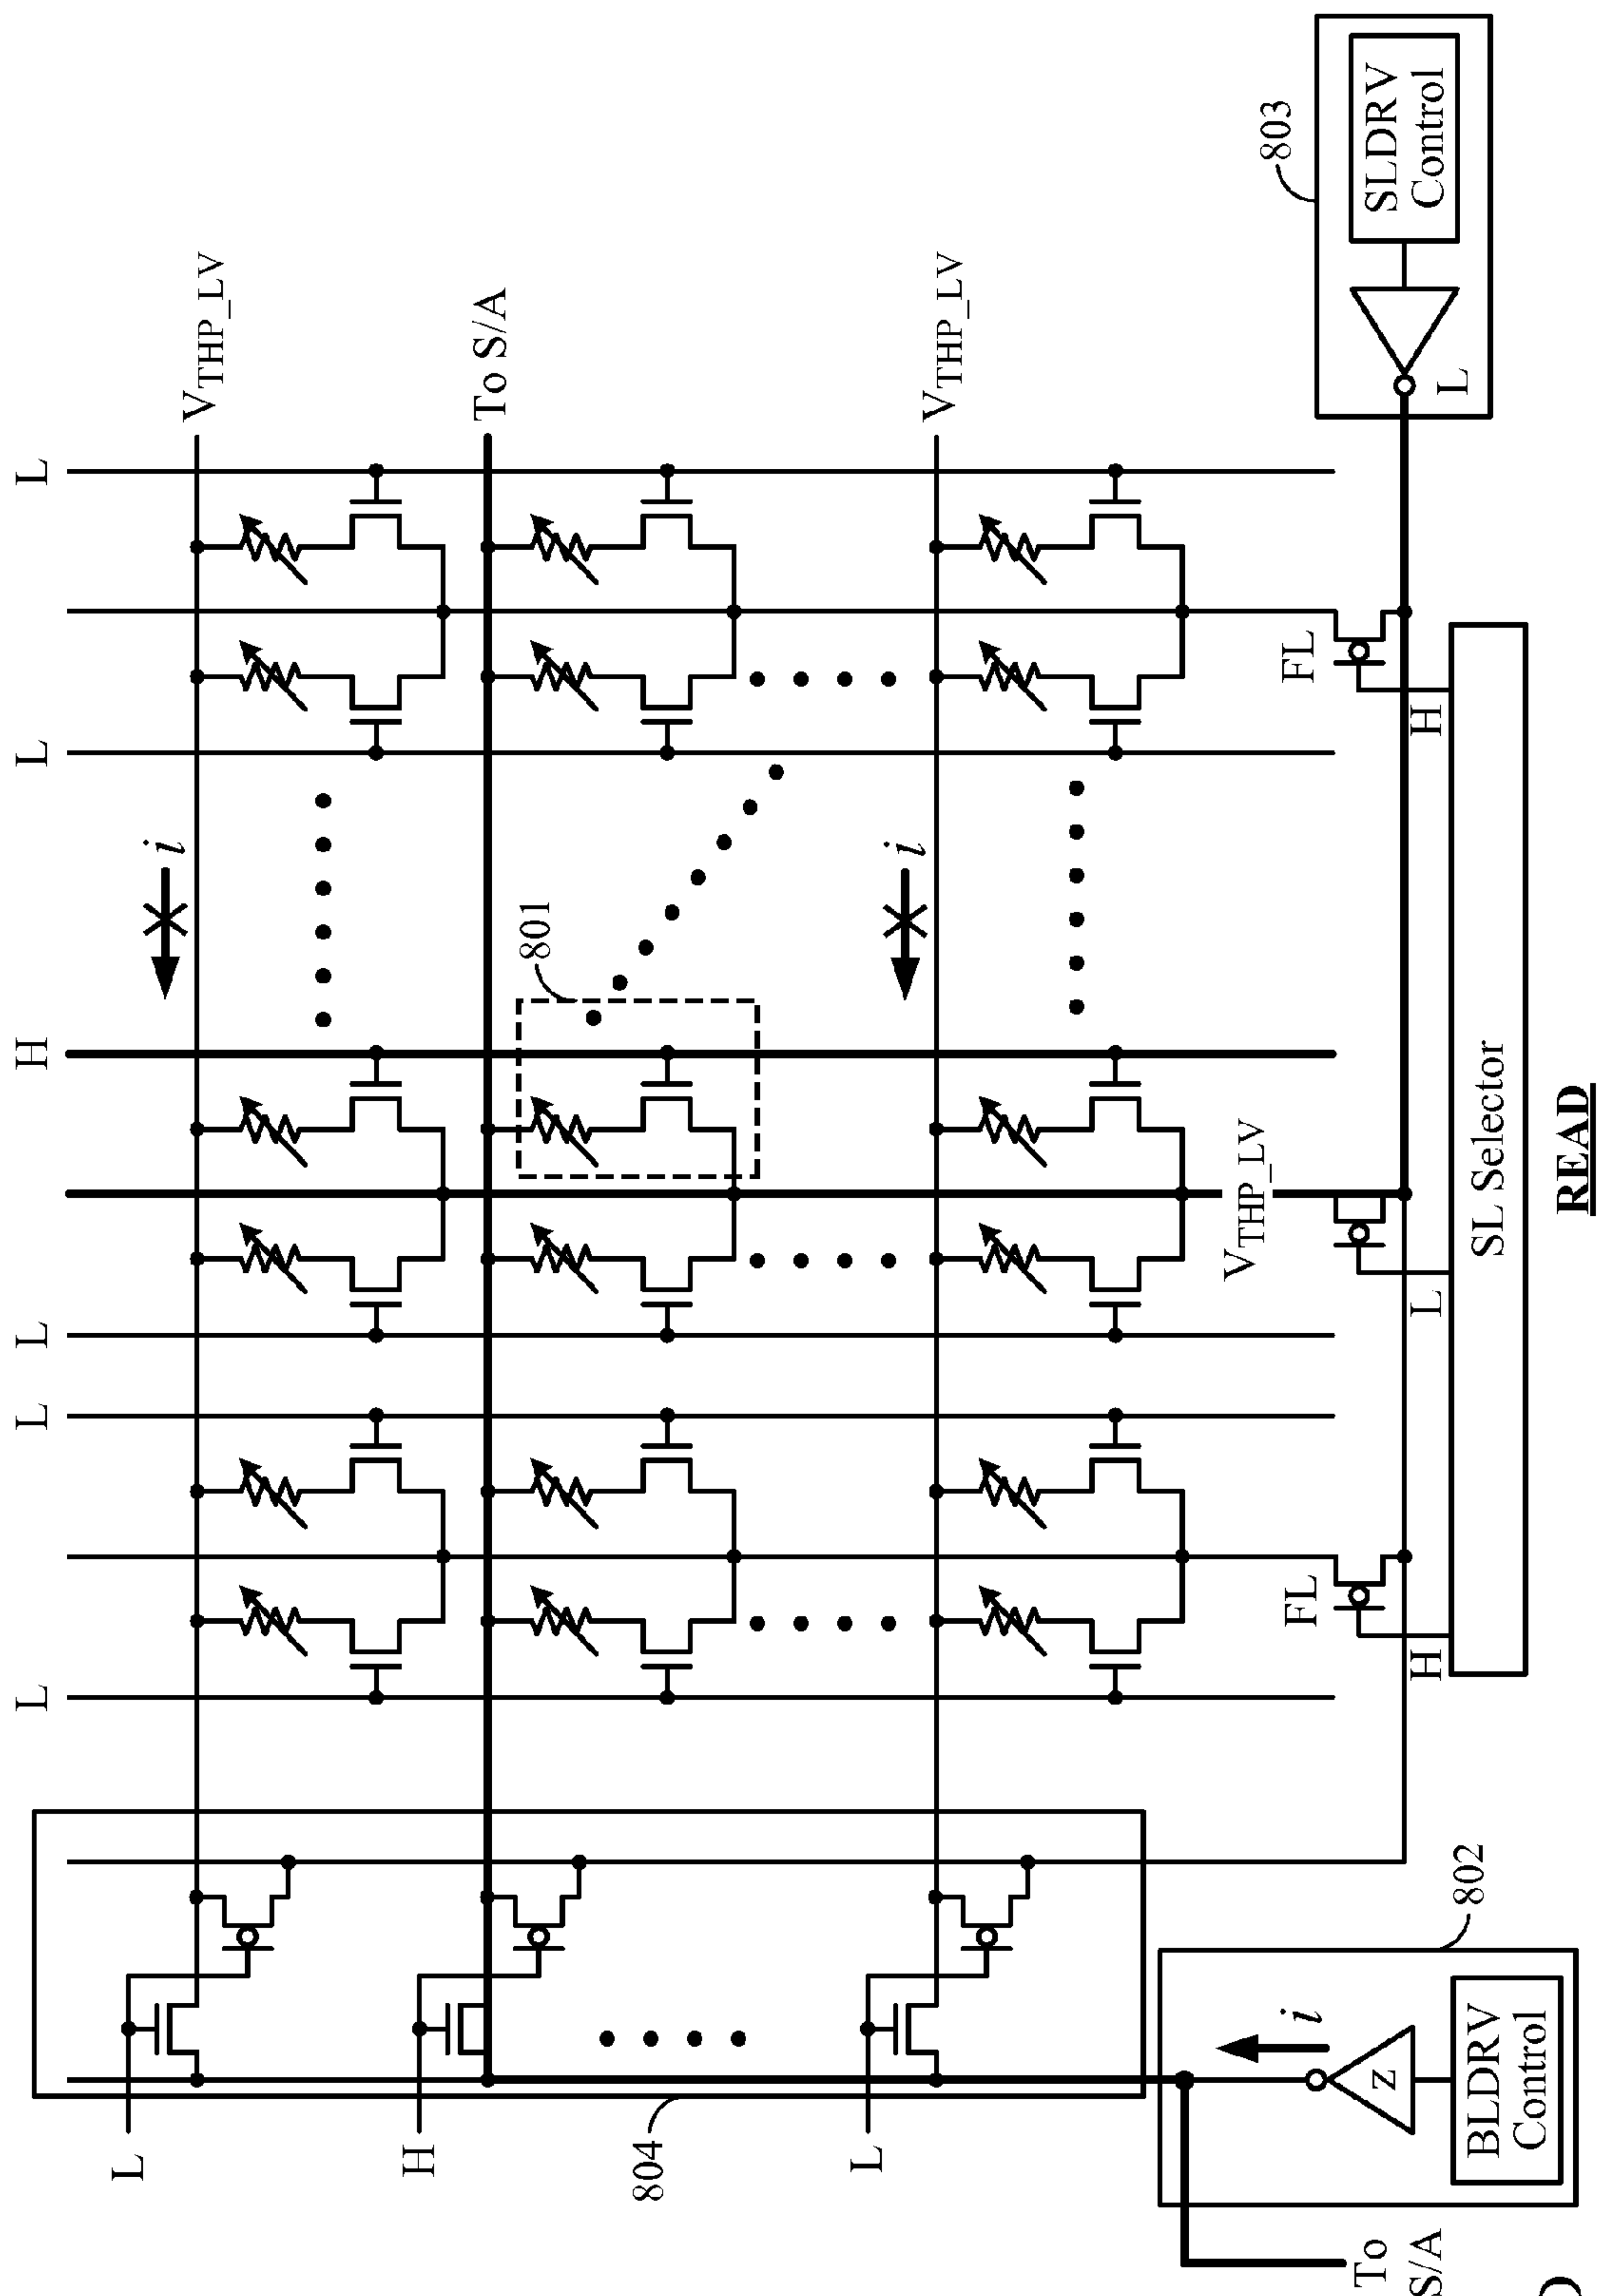 L
L
H
L
L
L
V_THP_LV
To S/A
V_THP_LV
i
i
801
803
SLDRV
Control
L
FL
H
V_THP_LV
L
FL
H
SL Selector
READ
L
H
L
804
802
i
Z
BLDRV
Control
To
S/A